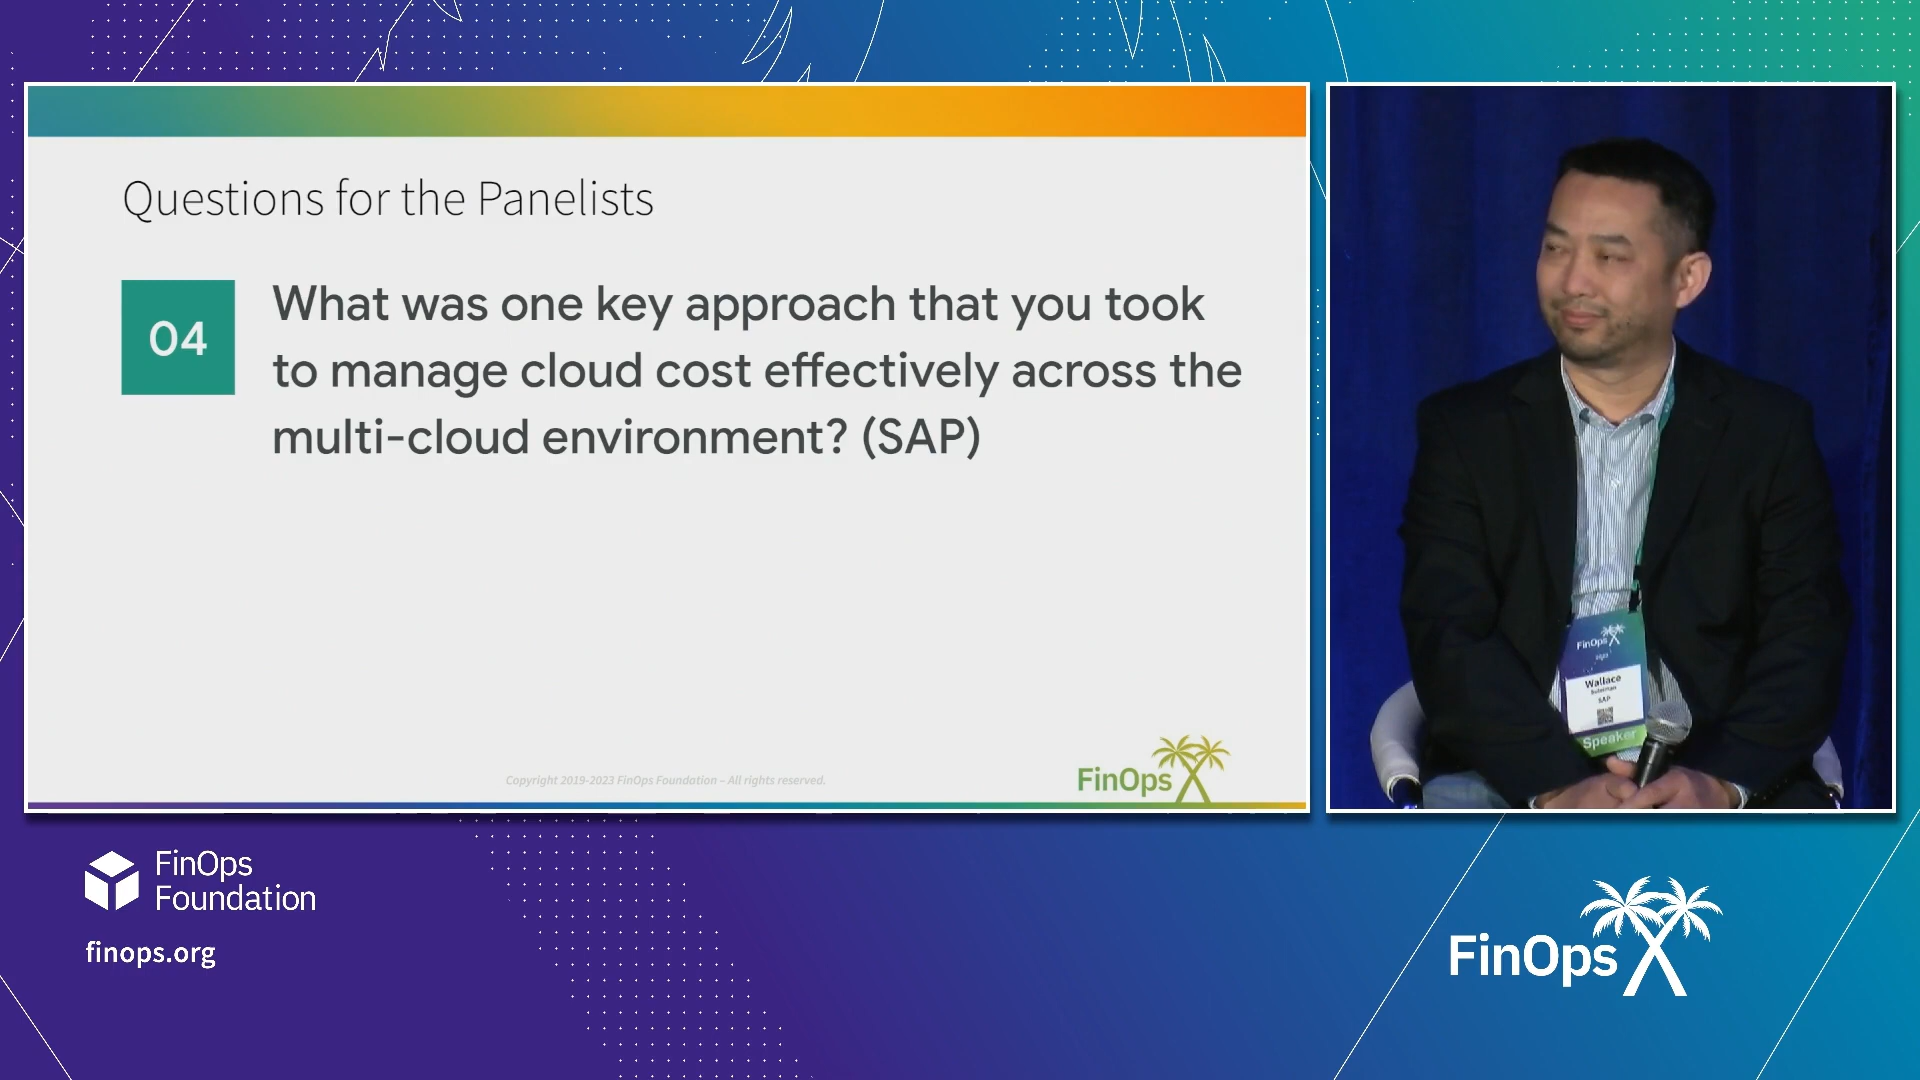 Questions for the Panelists
04
What was one key approach that you took
to manage cloud cost effectively across the
multi-cloud environment? (SAP)
Copyright 2019-2023 FinOps Foundation – All rights reserved.
FinOps X
FinOps X
Wallace
SAP
Speaker
FinOps
Foundation
finops.org
FinOps X